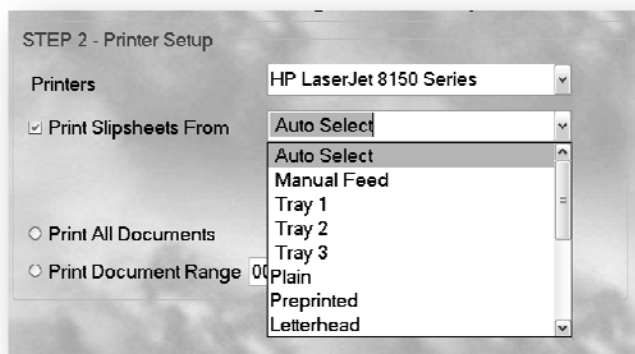 STEP 2 - Printer Setup
Printers HP LaserJet 8150 Series
Print Slipsheets From Auto Select
Auto Select
Manual Feed
Tray 1
Tray 2
Print All Documents
Tray 3
Print Document Range 00
Plain
Preprinted
Letterhead